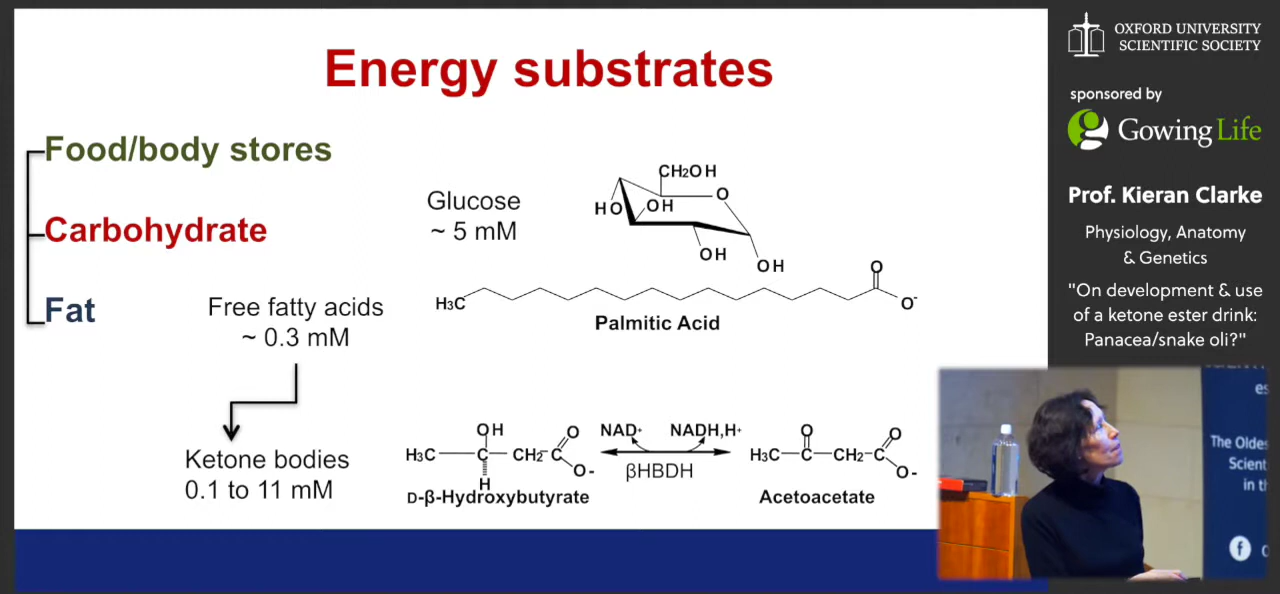 Energy substrates
Food/body stores
Carbohydrate
Fat
Glucose
~ 5 mM
CH2OH
O
HO
OH
OH
OH
Free fatty acids
~ 0.3 mM
H3C
O
O-
Palmitic Acid
Ketone bodies
0.1 to 11 mM
OH
H3C
C
CH2
C
O
O-
H
D-β-Hydroxybutyrate
NAD+
NADH,H+
βHBDH
O
H3C
C
CH2
C
O
O-
Acetoacetate
OXFORD UNIVERSITY
SCIENTIFIC SOCIETY
sponsored by
Gowing Life
Prof. Kieran Clarke
Physiology, Anatomy
& Genetics
"On development & use
of a ketone ester drink:
Panacea/snake oli?"
es
The Oldes
Scient
in th
f